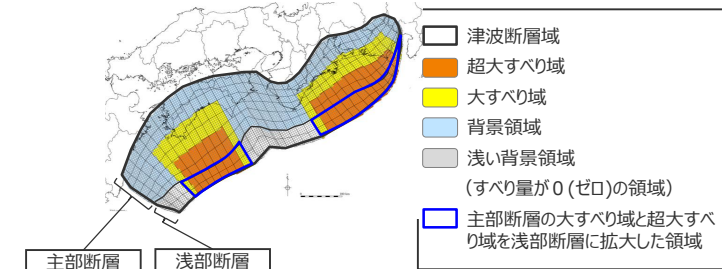 津波断層域
超大すべり域
大すべり域
背景領域
浅い背景領域
(すべり量が0(ゼロ)の領域)
主部断層の大すべり域と超大すべ
り域を浅部断層に拡大した領域
主部断層
浅部断層